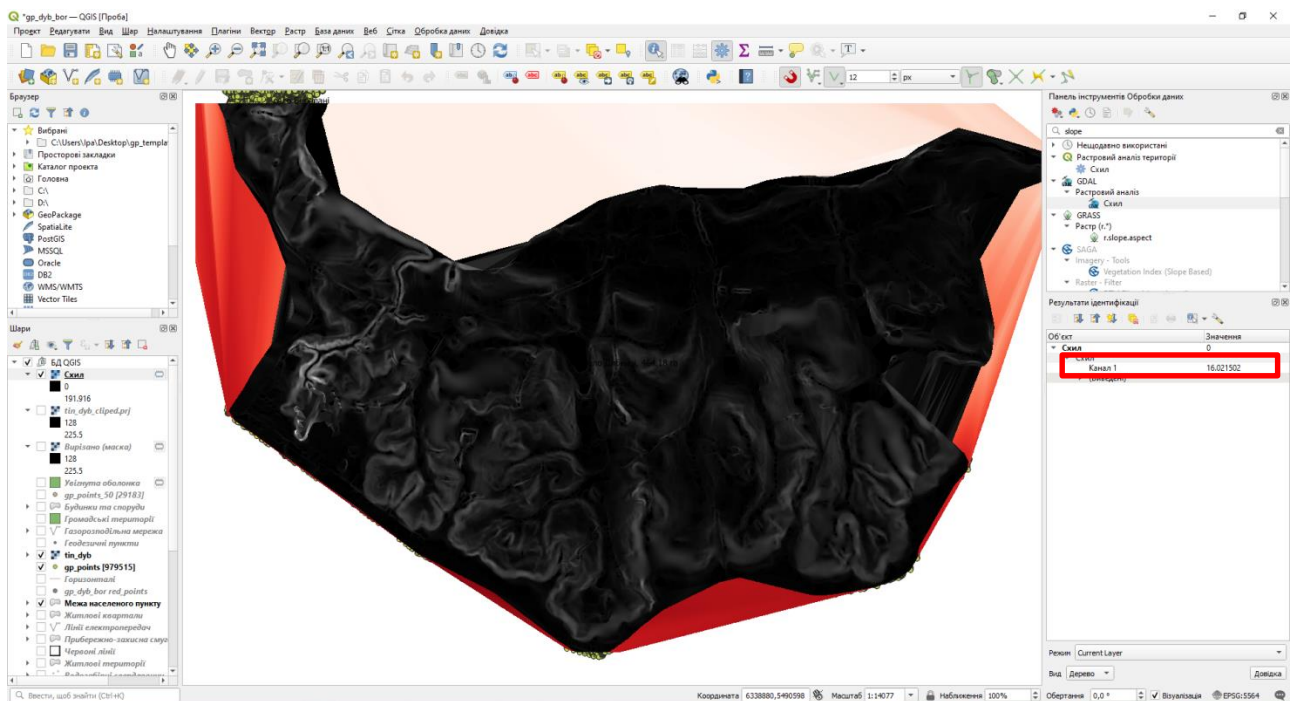 *gp_dyb_bor — QGIS [Проба]
Проект Редагувати Вид Шар Налаштування Плагіни Вектор Растр База даних Веб Сітка Обробка даних Довідка
12 px
Браузер
Вибрані
C:\Users\Ipa\Desktop\gp_templa
Просторові закладки
Каталог проекта
Головна
C:\
D:\
GeoPackage
SpatiaLite
PostGIS
MSSQL
Oracle
DB2
WMS/WMTS
Vector Tiles
Шари
БД QGIS
Схил
0
191.916
tin_dyb_cliped.prj
128
225.5
Вирізано (маска)
128
225.5
Увігнута оболонка
gp_points_50 [29183]
Будинки та споруди
Громадські території
Газорозподільна мережа
Геодезичні пункти
tin_dyb
gp_points [979515]
Горизонталі
gp_dyb_bor red_points
Межа населеного пункту
Житлові квартали
Лінії електропередач
Прибережно-захисна смуг
Червоні лінії
Житлові території
Панель інструментів Обробки даних
slope
Нещодавно використані
Растровий аналіз території
Схил
GDAL
Растровий аналіз
Схил
GRASS
Растр (r.*)
r.slope.aspect
SAGA
Imagery - Tools
Vegetation Index (Slope Based)
Raster - Filter
Результати ідентифікації
Об'єкт Значення
Схил 0
Схил
Канал 1 16.021502
(Виведені)
Режим Current Layer
Вид Дерево Довідка
Ввести, щоб знайти (Ctrl+K)
Координата 6338880,5490598 Масштаб 1:14077 Наближення 100% Обертання 0,0 ° Візуалізація EPSG:5564